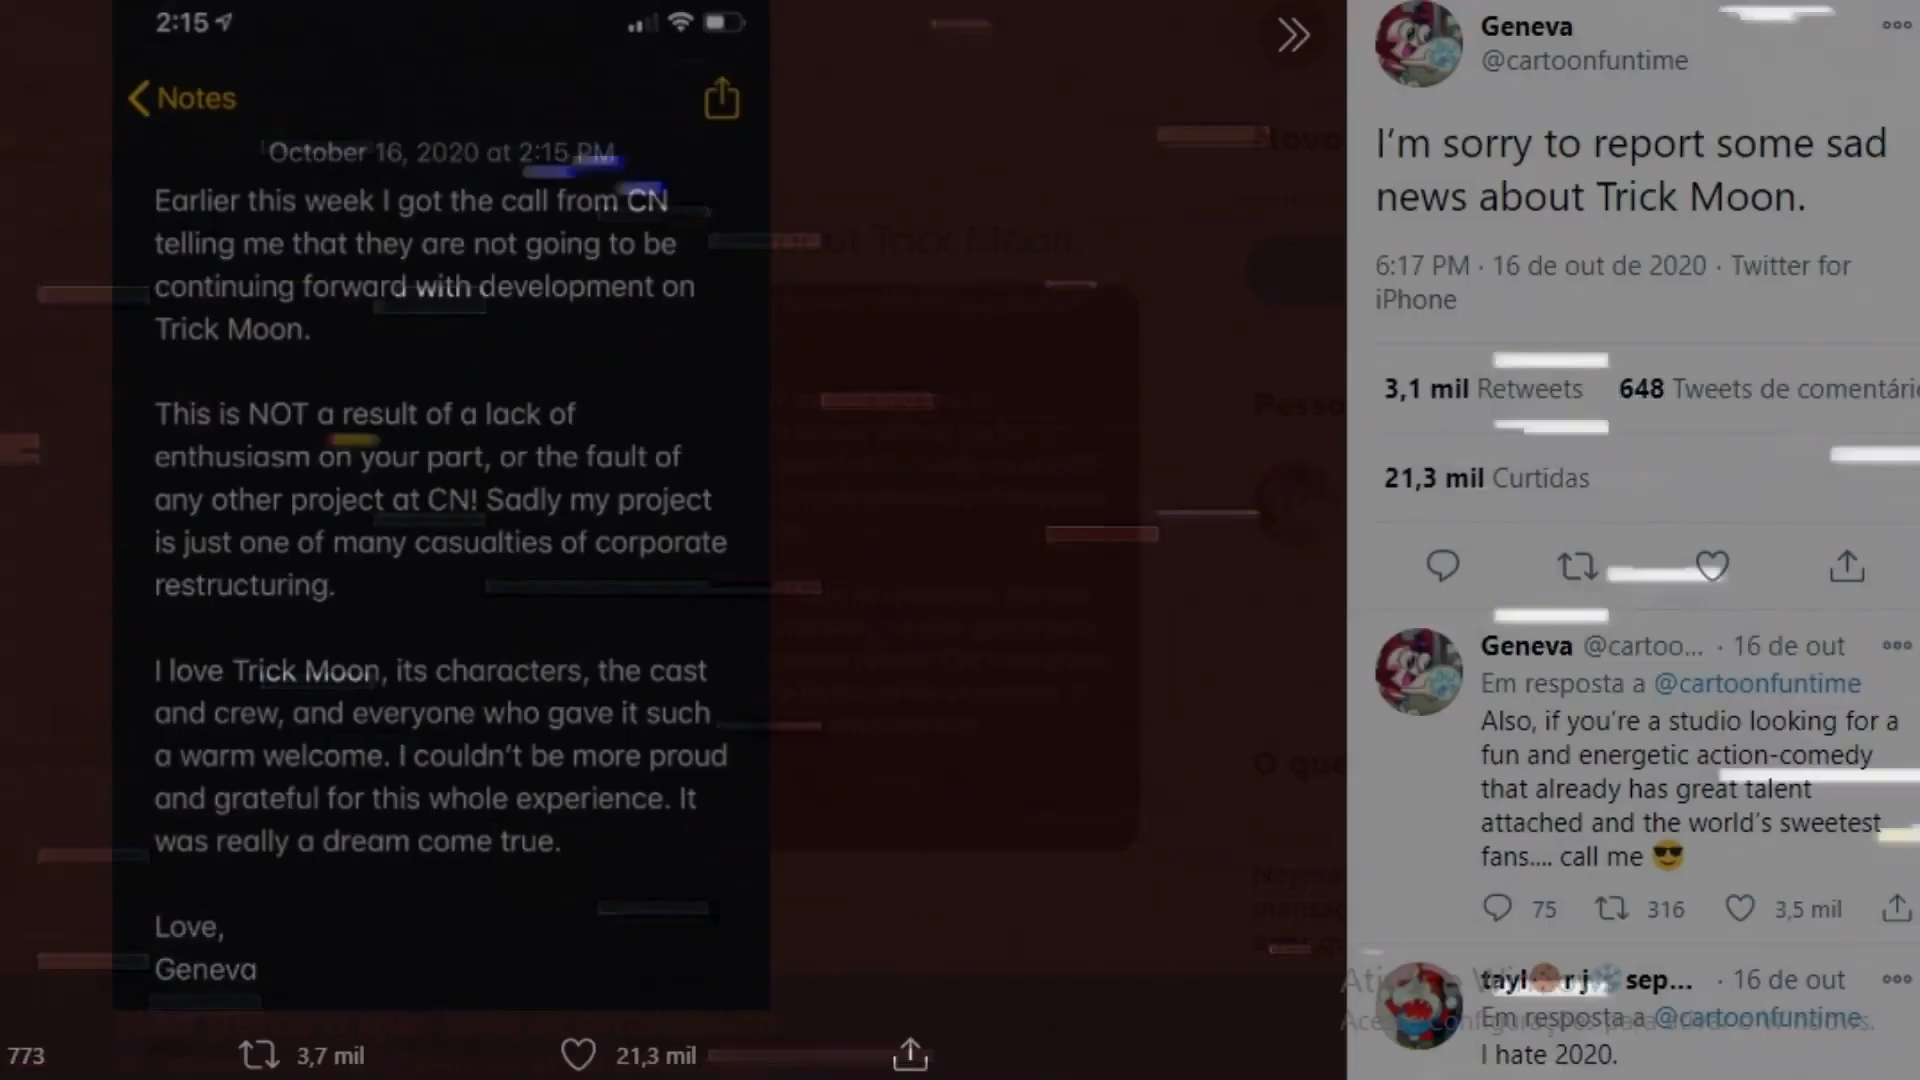 2:15
Notes
October 16, 2020 at 2:15 PM
Earlier this week I got the call from CN
telling me that they are not going to be
continuing forward with development on
Trick Moon.
This is NOT a result of a lack of
enthusiasm on your part, or the fault of
any other project at CN! Sadly my project
is just one of many casualties of corporate
restructuring.
I love Trick Moon, its characters, the cast
and crew, and everyone who gave it such
a warm welcome. I couldn't be more proud
and grateful for this whole experience. It
was really a dream come true.
Love,
Geneva
773 3,7 mil 21,3 mil
Geneva
@cartoonfuntime
I'm sorry to report some sad
news about Trick Moon.
6:17 PM · 16 de out de 2020 · Twitter for
iPhone
3,1 mil Retweets 648 Tweets de comentári
21,3 mil Curtidas
Geneva @cartoo... · 16 de out
Em resposta a @cartoonfuntime
Also, if you're a studio looking for a
fun and energetic action-comedy
that already has great talent
attached and the world's sweetest
fans.... call me 😎
75 316 3,5 mil
sep... · 16 de out
Em resposta a @cartoonfuntime
I hate 2020.